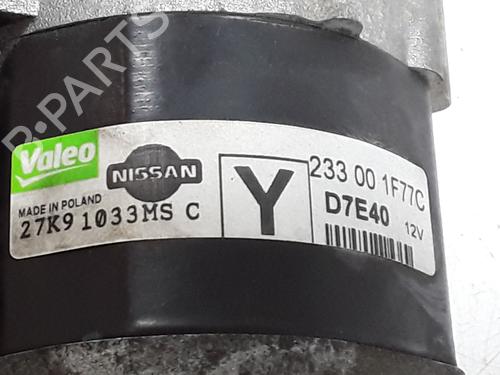 B-PARTS
Valeo
NISSAN
MADE IN POLAND
27K91033MS C
Y
233 00 1F77C
D7E40
12V